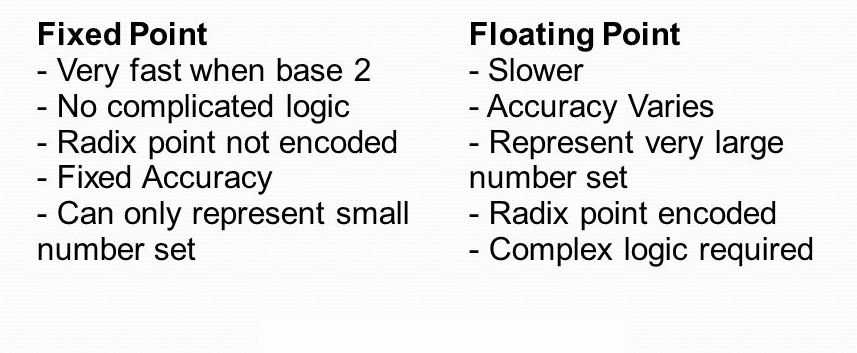 Fixed Point
- Very fast when base 2
- No complicated logic
- Radix point not encoded
- Fixed Accuracy
- Can only represent small
number set
Floating Point
- Slower
- Accuracy Varies
- Represent very large
number set
- Radix point encoded
- Complex logic required